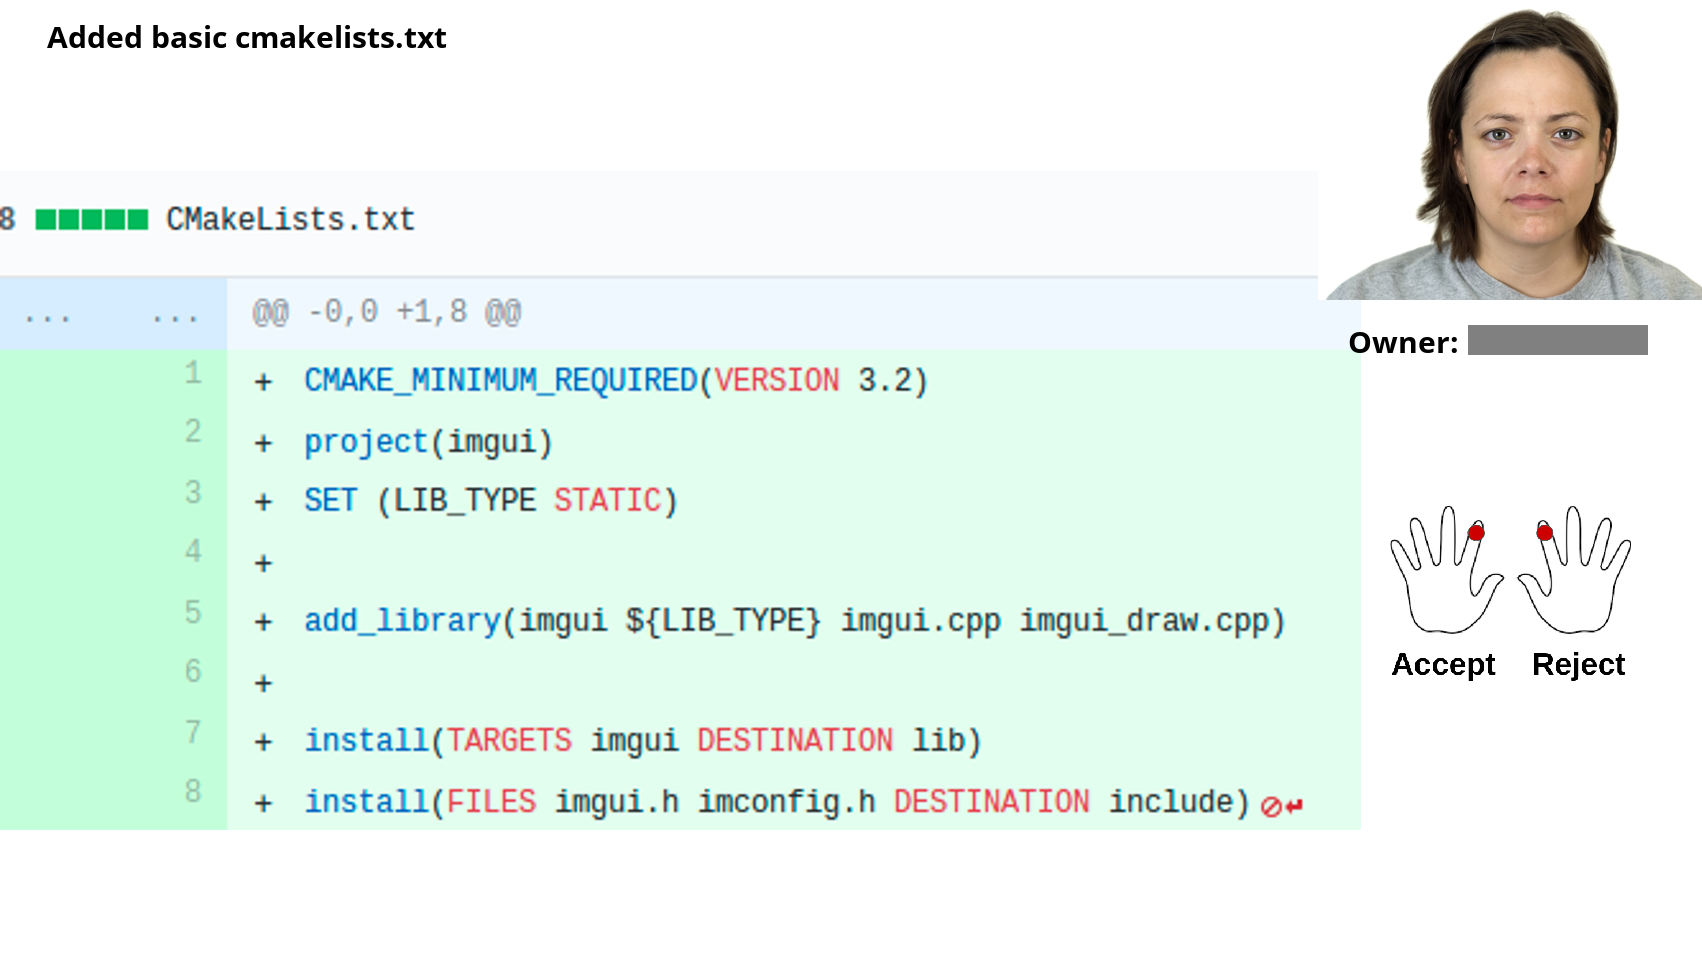 Added basic cmakelists.txt
8 CMakeLists.txt
... ... @@ -0,0 +1,8 @@
1 + CMAKE_MINIMUM_REQUIRED(VERSION 3.2)
2 + project(imgui)
3 + SET (LIB_TYPE STATIC)
4 +
5 + add_library(imgui ${LIB_TYPE} imgui.cpp imgui_draw.cpp)
6 +
7 + install(TARGETS imgui DESTINATION lib)
8 + install(FILES imgui.h imconfig.h DESTINATION include)
Owner:
Accept Reject